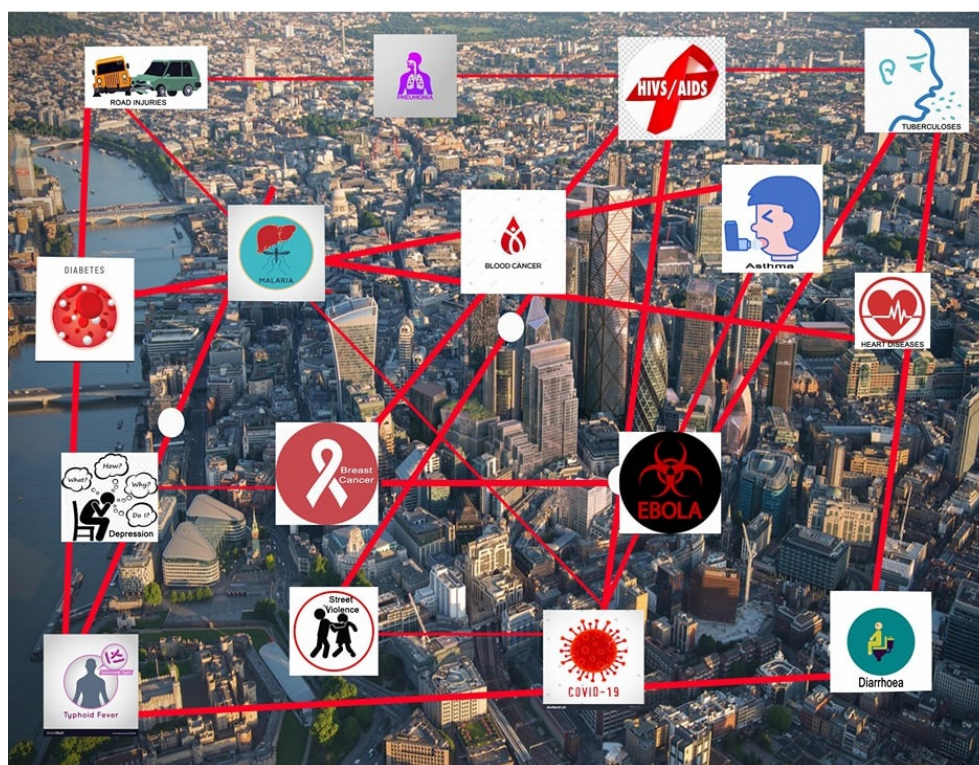 ROAD INJURIES
PNEUMONIA
HIVS/AIDS
TUBERCULOSES
DIABETES
MALARIA
BLOOD CANCER
Asthma
HEART DISEASES
What?
How?
Why?
Do I?
Depression
Breast
Cancer
EBOLA
Street
Violence
Typhoid Fever
COVID-19
Diarrhoea